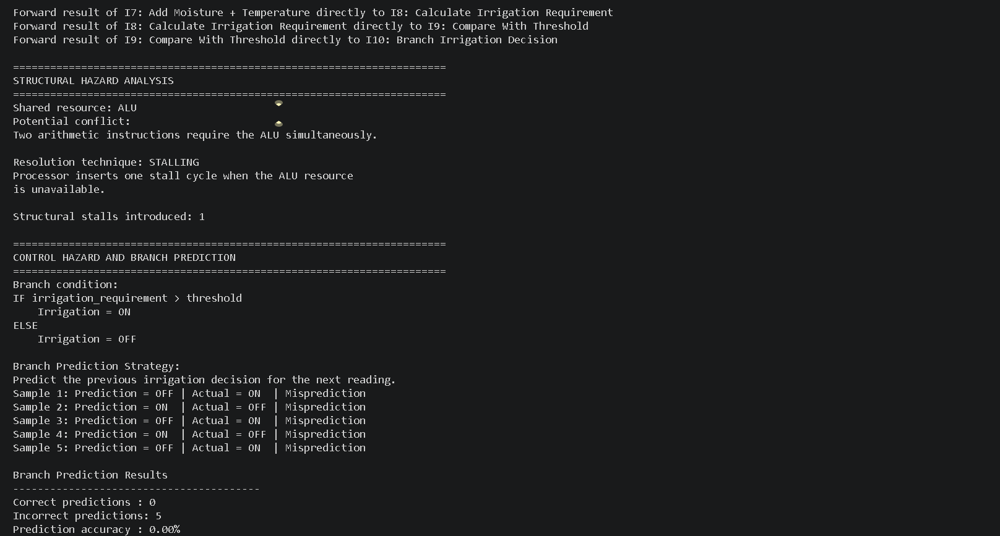 Forward result of I7: Add Moisture + Temperature directly to I8: Calculate Irrigation Requirement
Forward result of I8: Calculate Irrigation Requirement directly to I9: Compare With Threshold
Forward result of I9: Compare With Threshold directly to I10: Branch Irrigation Decision
======================================================================
STRUCTURAL HAZARD ANALYSIS
======================================================================
Shared resource: ALU
Potential conflict:
Two arithmetic instructions require the ALU simultaneously.
Resolution technique: STALLING
Processor inserts one stall cycle when the ALU resource
is unavailable.
Structural stalls introduced: 1
======================================================================
CONTROL HAZARD AND BRANCH PREDICTION
======================================================================
Branch condition:
IF irrigation_requirement > threshold
    Irrigation = ON
ELSE
    Irrigation = OFF
Branch Prediction Strategy:
Predict the previous irrigation decision for the next reading.
Sample 1: Prediction = OFF | Actual = ON  | Misprediction
Sample 2: Prediction = ON  | Actual = OFF | Misprediction
Sample 3: Prediction = OFF | Actual = ON  | Misprediction
Sample 4: Prediction = ON  | Actual = OFF | Misprediction
Sample 5: Prediction = OFF | Actual = ON  | Misprediction
Branch Prediction Results
----------------------------------------
Correct predictions : 0
Incorrect predictions: 5
Prediction accuracy : 0.00%